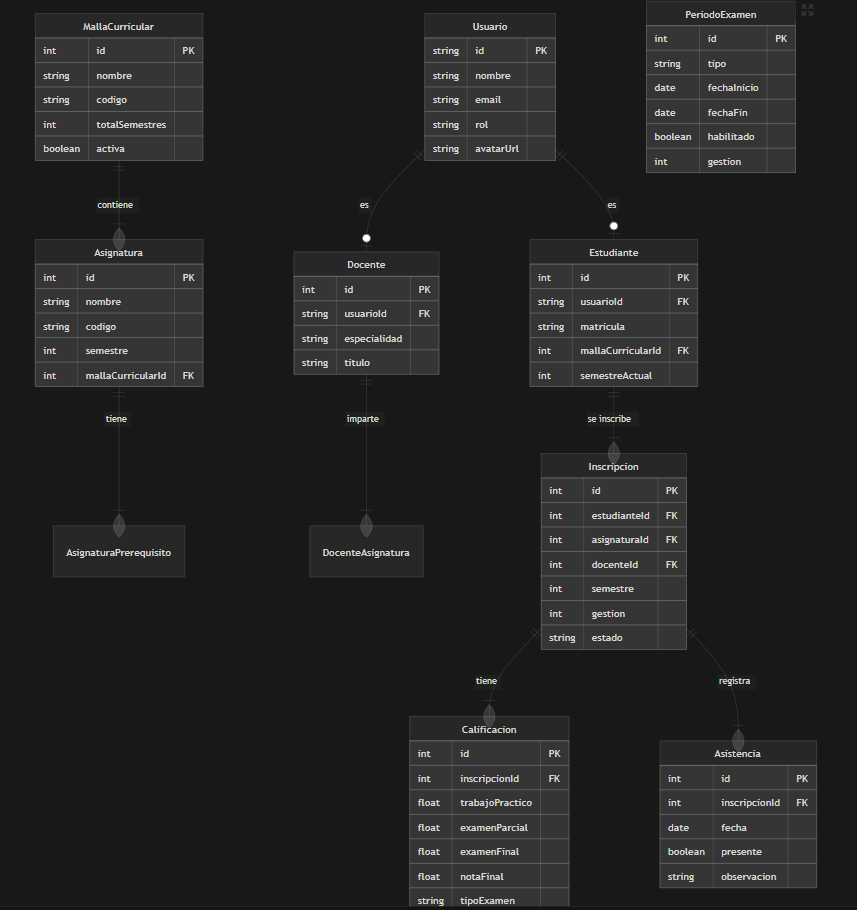 MallaCurricular
int id PK
string nombre
string codigo
int totalSemestres
boolean activa
Usuario
string id PK
string nombre
string email
string rol
string avatarUrl
PeriodoExamen
int id PK
string tipo
date fechaInicio
date fechaFin
boolean habilitado
int gestion
contiene
es
es
Asignatura
int id PK
string nombre
string codigo
int semestre
int mallaCurricularId FK
Docente
int id PK
string usuarioId FK
string especialidad
string titulo
Estudiante
int id PK
string usuarioId FK
string matricula
int mallaCurricularId FK
int semestreActual
tiene
imparte
se inscribe
AsignaturaPrerequisito
DocenteAsignatura
Inscripcion
int id PK
int estudianteId FK
int asignaturaId FK
int docenteId FK
int semestre
int gestion
string estado
tiene
registra
Calificacion
int id PK
int inscripcionId FK
float trabajoPractico
float examenParcial
float examenFinal
float notaFinal
string tipoExamen
Asistencia
int id PK
int inscripcionId FK
date fecha
boolean presente
string observacion